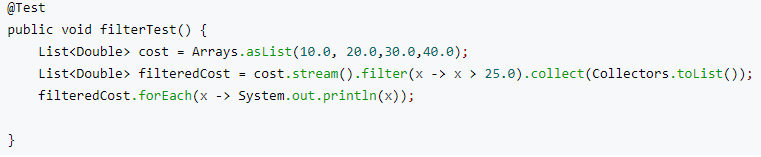 @Test
public void filterTest() {
    List<Double> cost = Arrays.asList(10.0, 20.0,30.0,40.0);
    List<Double> filteredCost = cost.stream().filter(x -> x > 25.0).collect(Collectors.toList());
    filteredCost.forEach(x -> System.out.println(x));

}